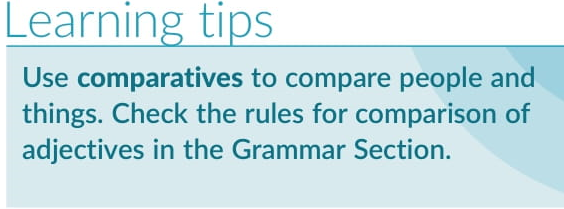 Learning tips
Use comparatives to compare people and
things. Check the rules for comparison of
adjectives in the Grammar Section.